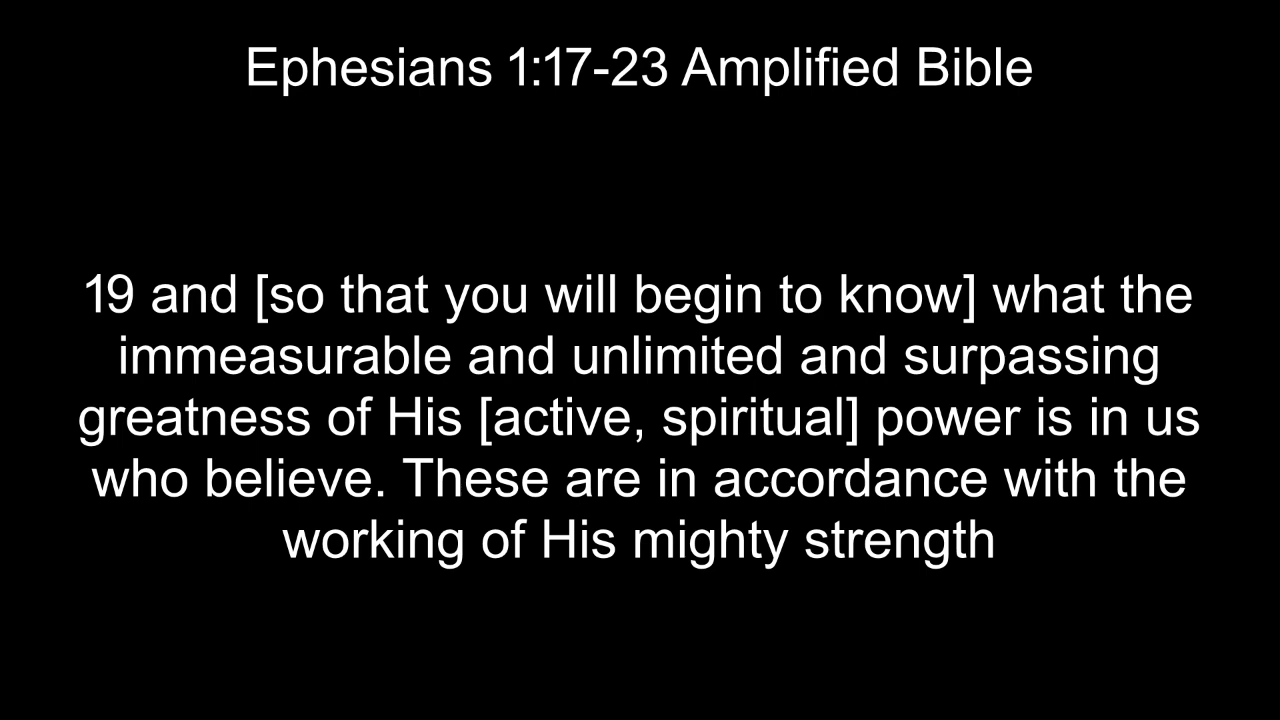 Ephesians 1:17-23 Amplified Bible
19 and [so that you will begin to know] what the
immeasurable and unlimited and surpassing
greatness of His [active, spiritual] power is in us
who believe. These are in accordance with the
working of His mighty strength